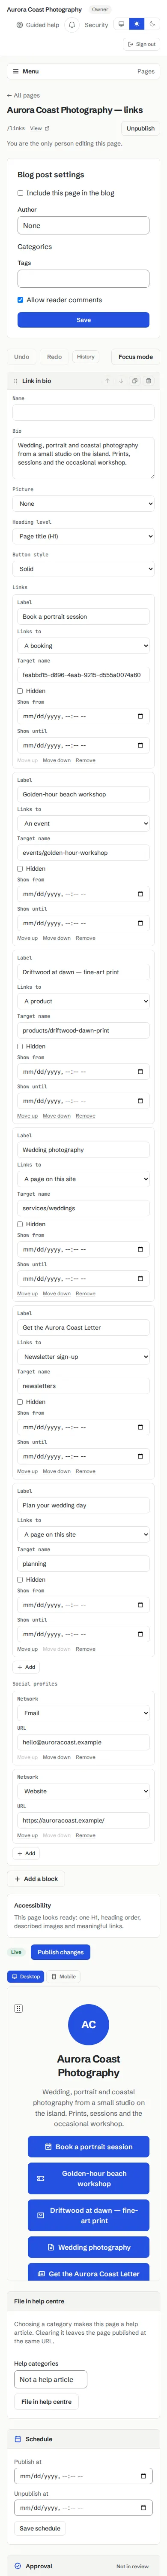 Aurora Coast Photography Owner
Guided help Security
Sign out
Menu Pages
← All pages
Aurora Coast Photography — links
/links View Unpublish
You are the only person editing this page.
Blog post settings
Include this page in the blog
Author
None
Categories
Tags
Allow reader comments
Save
Undo Redo History Focus mode
Link in bio
Name
Bio
Wedding, portrait and coastal photography
from a small studio on the island. Prints,
sessions and the occasional workshop.
Picture
None
Heading level
Page title (H1)
Button style
Solid
Links
Label
Book a portrait session
Links to
A booking
Target name
feabbd15-d896-4aab-9215-d555a0074a60
Hidden
Show from
mm/dd/yyyy, --:-- --
Show until
mm/dd/yyyy, --:-- --
Move up Move down Remove
Label
Golden-hour beach workshop
Links to
An event
Target name
events/golden-hour-workshop
Hidden
Show from
mm/dd/yyyy, --:-- --
Show until
mm/dd/yyyy, --:-- --
Move up Move down Remove
Label
Driftwood at dawn — fine-art print
Links to
A product
Target name
products/driftwood-dawn-print
Hidden
Show from
mm/dd/yyyy, --:-- --
Show until
mm/dd/yyyy, --:-- --
Move up Move down Remove
Label
Wedding photography
Links to
A page on this site
Target name
services/weddings
Hidden
Show from
mm/dd/yyyy, --:-- --
Show until
mm/dd/yyyy, --:-- --
Move up Move down Remove
Label
Get the Aurora Coast Letter
Links to
Newsletter sign-up
Target name
newsletters
Hidden
Show from
mm/dd/yyyy, --:-- --
Show until
mm/dd/yyyy, --:-- --
Move up Move down Remove
Label
Plan your wedding day
Links to
A page on this site
Target name
planning
Hidden
Show from
mm/dd/yyyy, --:-- --
Show until
mm/dd/yyyy, --:-- --
Move up Move down Remove
Add
Social profiles
Network
Email
URL
hello@auroracoast.example
Move up Move down Remove
Network
Website
URL
https://auroracoast.example/
Move up Move down Remove
Add
Add a block
Accessibility
This page looks ready: one H1, heading order,
described images and meaningful links.
Live Publish changes
Desktop Mobile
AC
Aurora Coast
Photography
Wedding, portrait and coastal
photography from a small studio
on the island. Prints, sessions
and the occasional workshop.
Book a portrait session
Golden-hour beach
workshop
Driftwood at dawn — fine-
art print
Wedding photography
Get the Aurora Coast Letter
File in help centre
Choosing a category makes this page a help
article. Clearing it leaves the page published at
the same URL.
Help categories
Not a help article
File in help centre
Schedule
Publish at
mm/dd/yyyy, --:-- --
Unpublish at
mm/dd/yyyy, --:-- --
Save schedule
Approval Not in review